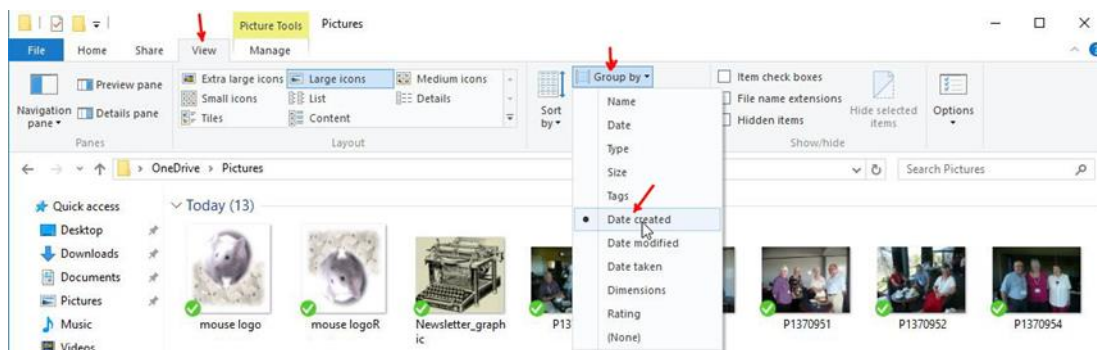 Picture Tools
Pictures
File
Home
Share
View
Manage
Navigation pane
Preview pane
Details pane
Panes
Extra large icons
Large icons
Medium icons
Small icons
List
Details
Tiles
Content
Layout
Sort by
Group by
Item check boxes
File name extensions
Hidden items
Hide selected items
Options
Show/hide
Name
Date
Type
Size
Tags
Date created
Date modified
Date taken
Dimensions
Rating
(None)
OneDrive > Pictures
Search Pictures
Quick access
Desktop
Downloads
Documents
Pictures
Music
Videos
Today (13)
mouse logo
mouse logoR
Newsletter_graphic
P1370951
P1370952
P1370954